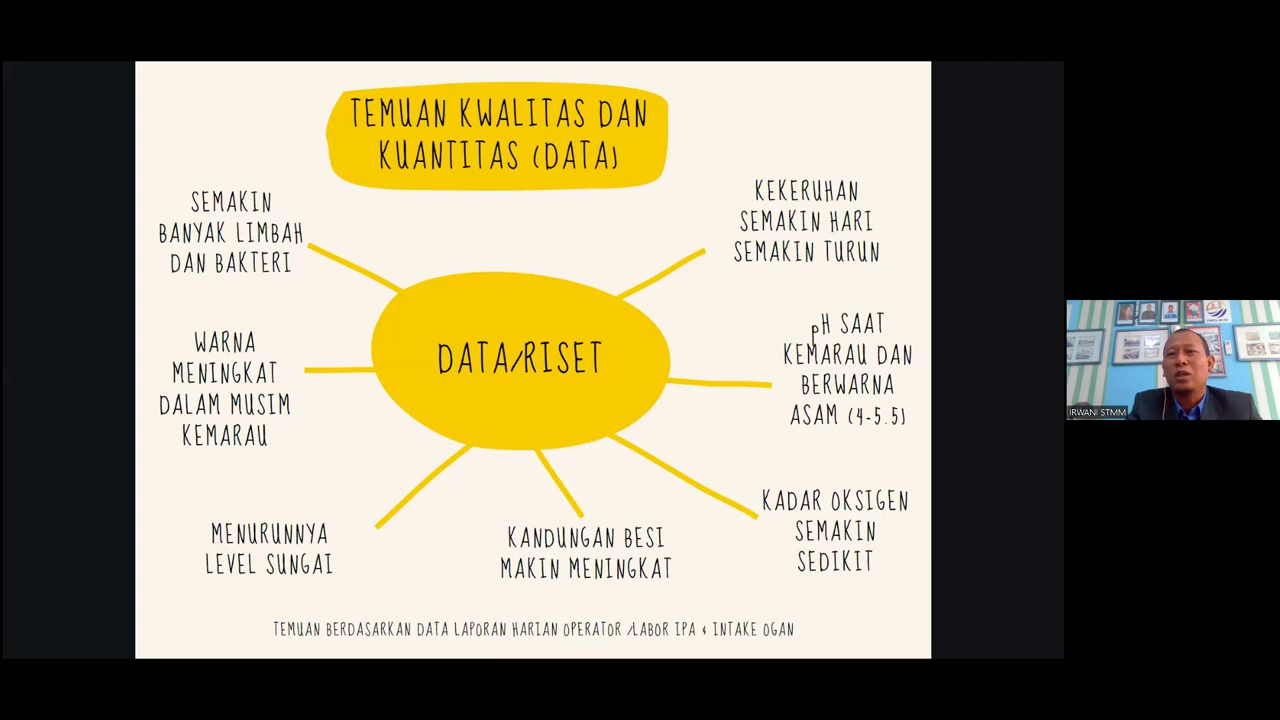 TEMUAN KWALITAS DAN
KUANTITAS (DATA)
SEMAKIN
BANYAK LIMBAH
DAN BAKTERI
KEKERUHAN
SEMAKIN HARI
SEMAKIN TURUN
WARNA
MENINGKAT
DALAM MUSIM
KEMARAU
DATA/RISET
pH SAAT
KEMARAU DAN
BERWARNA
ASAM (4-5.5)
MENURUNNYA
LEVEL SUNGAI
KANDUNGAN BESI
MAKIN MENINGKAT
KADAR OKSIGEN
SEMAKIN
SEDIKIT
TEMUAN BERDASARKAN DATA LAPORAN HARIAN OPERATOR /LABOR IPA & INTAKE OGAN
IRWANI STMM